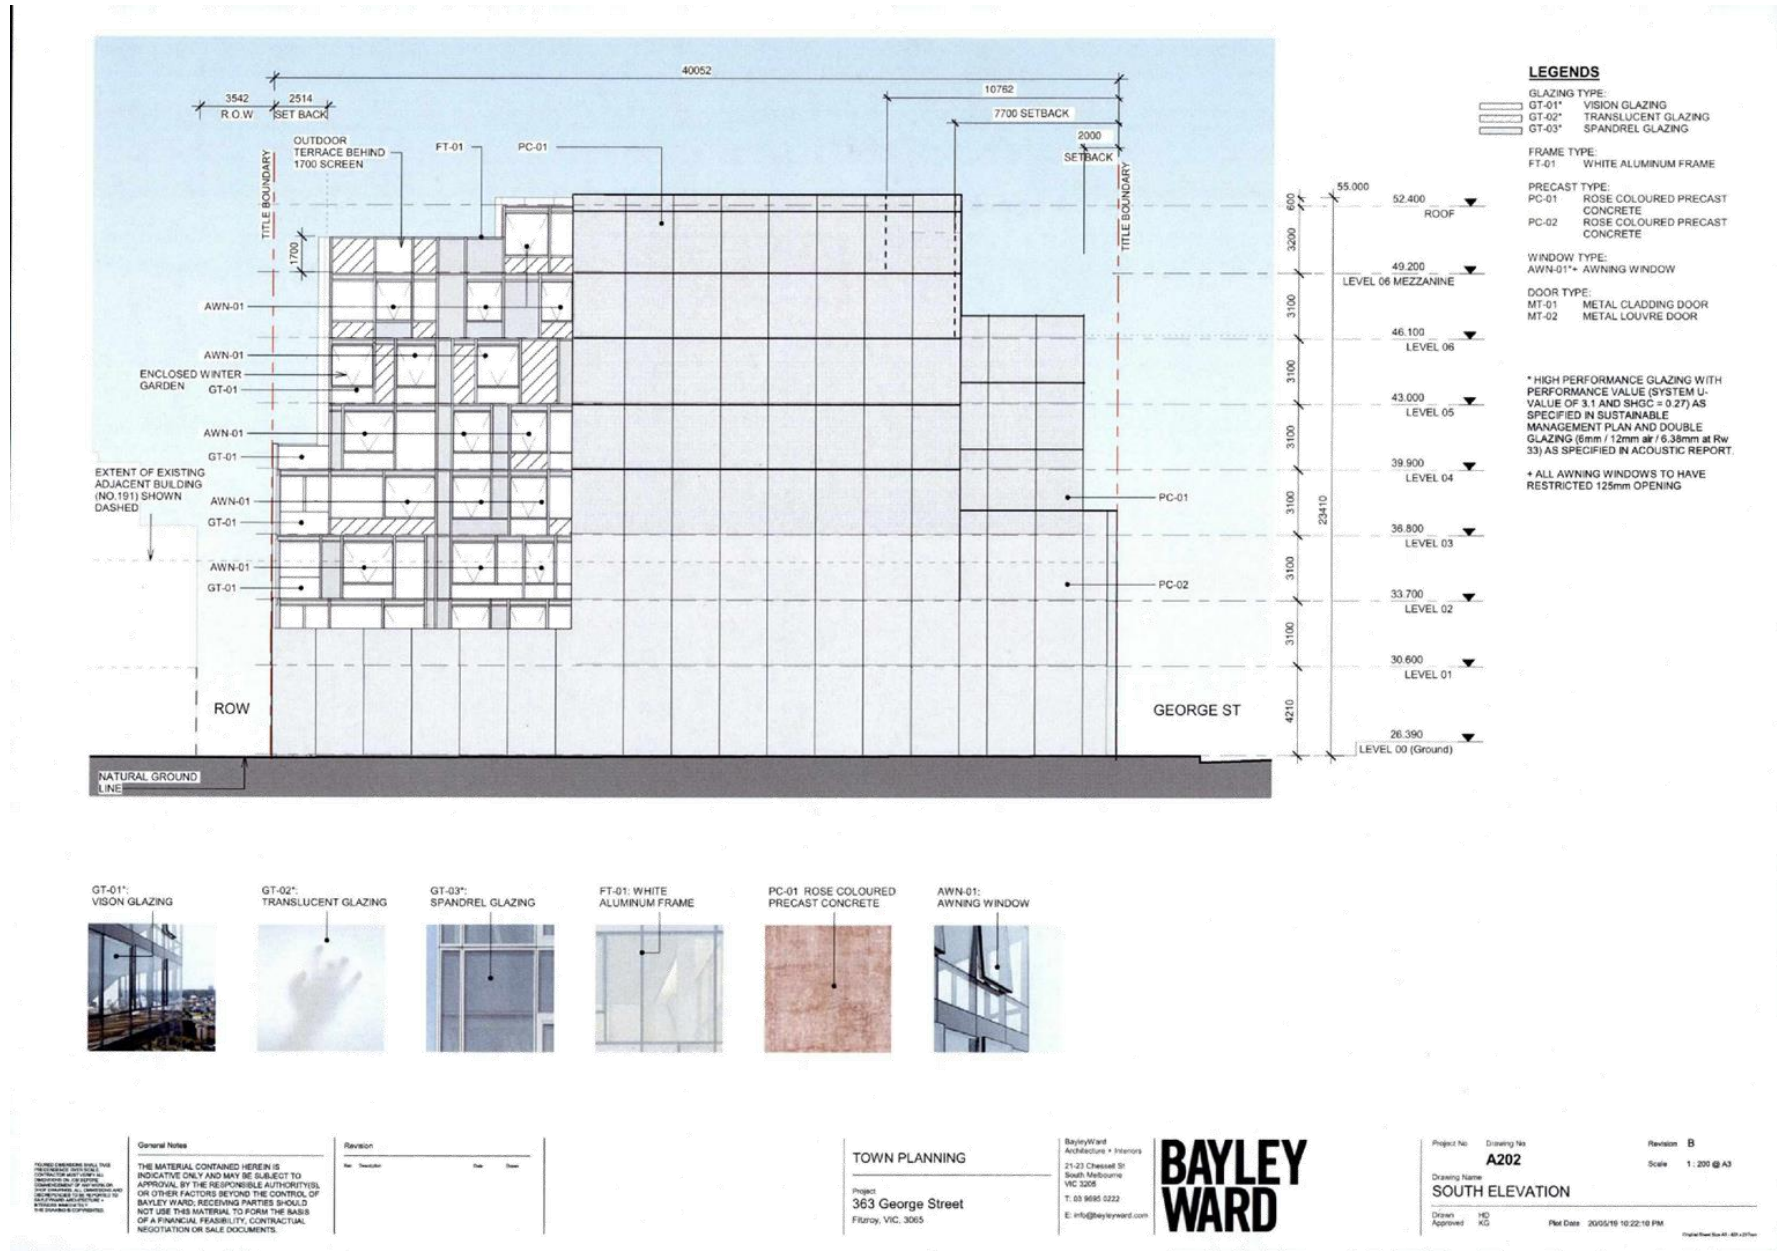 40052
3542
R.O.W
2514
SET BACK
10762
7700 SETBACK
2000
SETBACK
OUTDOOR
TERRACE BEHIND
1700 SCREEN
FT-01
PC-01
TITLE BOUNDARY
TITLE BOUNDARY
1700
AWN-01
AWN-01
ENCLOSED WINTER
GARDEN
GT-01
AWN-01
GT-01
EXTENT OF EXISTING
ADJACENT BUILDING
(NO.191) SHOWN
DASHED
AWN-01
GT-01
AWN-01
GT-01
PC-01
PC-02
ROW
GEORGE ST
NATURAL GROUND
LINE
600
3200
3100
3100
3100
3100
3100
3100
4210
23410
55.000
52.400
ROOF
49.200
LEVEL 06 MEZZANINE
46.100
LEVEL 06
43.000
LEVEL 05
39.900
LEVEL 04
36.800
LEVEL 03
33.700
LEVEL 02
30.600
LEVEL 01
26.390
LEVEL 00 (Ground)
LEGENDS
GLAZING TYPE:
GT-01* VISION GLAZING
GT-02* TRANSLUCENT GLAZING
GT-03* SPANDREL GLAZING
FRAME TYPE:
FT-01 WHITE ALUMINUM FRAME
PRECAST TYPE:
PC-01 ROSE COLOURED PRECAST
CONCRETE
PC-02 ROSE COLOURED PRECAST
CONCRETE
WINDOW TYPE:
AWN-01*+ AWNING WINDOW
DOOR TYPE:
MT-01 METAL CLADDING DOOR
MT-02 METAL LOUVRE DOOR
* HIGH PERFORMANCE GLAZING WITH
PERFORMANCE VALUE (SYSTEM U-
VALUE OF 3.1 AND SHGC = 0.27) AS
SPECIFIED IN SUSTAINABLE
MANAGEMENT PLAN AND DOUBLE
GLAZING (6mm / 12mm air / 6.38mm at Rw
33) AS SPECIFIED IN ACOUSTIC REPORT.
+ ALL AWNING WINDOWS TO HAVE
RESTRICTED 125mm OPENING
GT-01*:
VISON GLAZING
GT-02*:
TRANSLUCENT GLAZING
GT-03*:
SPANDREL GLAZING
FT-01: WHITE
ALUMINUM FRAME
PC-01 ROSE COLOURED
PRECAST CONCRETE
AWN-01:
AWNING WINDOW
General Notes
THE MATERIAL CONTAINED HEREIN IS
INDICATIVE ONLY AND MAY BE SUBJECT TO
APPROVAL BY THE RESPONSIBLE AUTHORITY(S),
OR OTHER FACTORS BEYOND THE CONTROL OF
BAYLEY WARD; RECEIVING PARTIES SHOULD
NOT USE THIS MATERIAL TO FORM THE BASIS
OF A FINANCIAL FEASIBILITY, CONTRACTUAL
NEGOTIATION OR SALE DOCUMENTS.
Revision
Rev Description Date Drawn
TOWN PLANNING
Project
363 George Street
Fitzroy, VIC, 3065
BayleyWard
Architecture + Interiors
21-23 Chessell St
South Melbourne
VIC 3205
T: 03 9695 0222
E: info@bayleyward.com
BAYLEY
WARD
Project No Drawing No
A202
Revision B
Scale 1 : 200 @ A3
Drawing Name
SOUTH ELEVATION
Drawn HD
Approved KG
Plot Date 20/05/19 10:22:10 PM